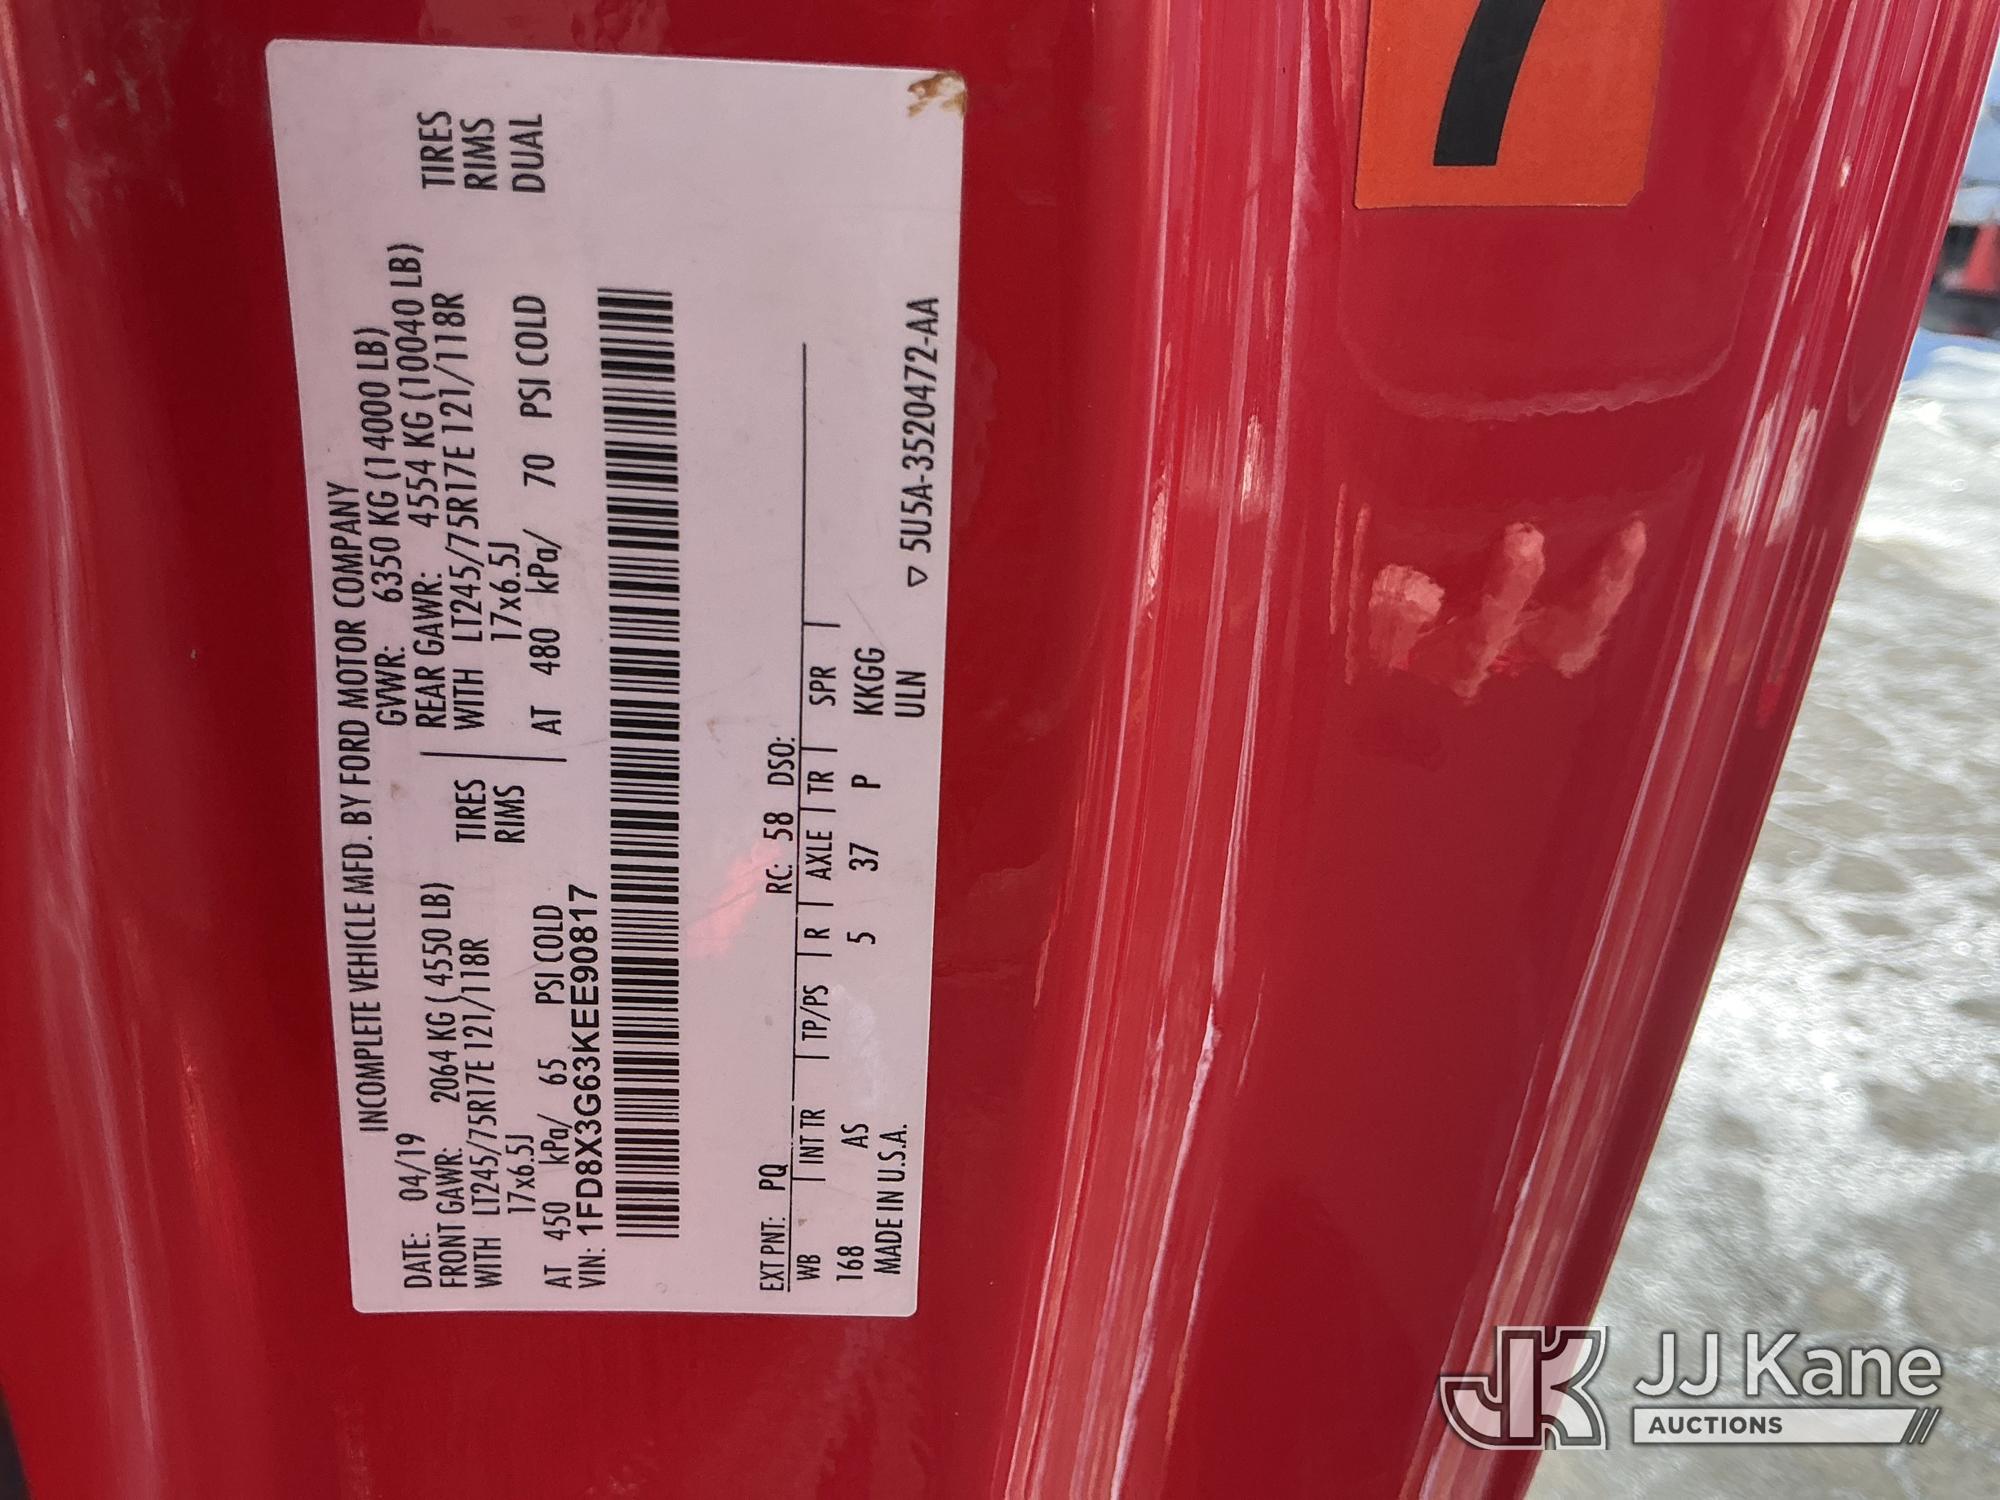 INCOMPLETE VEHICLE MFD. BY FORD MOTOR COMPANY
DATE: 04/19 GVWR: 6350 KG (14000 LB)
FRONT GAWR: 2064 KG ( 4550 LB) REAR GAWR: 4554 KG (10040 LB)
WITH LT245/75R17E 121/118R TIRES WITH LT245/75R17E 121/118R TIRES
17x6.5J RIMS 17x6.5J RIMS
AT 450 kPa/ 65 PSI COLD AT 480 kPa/ 70 PSI COLD DUAL
VIN: 1FD8X3G63KEE90817
EXT PNT: PQ RC: 58 DSO:
WB INT TR TP/PS R AXLE TR SPR
168 AS 5 37 P KKGG
MADE IN U.S.A. ULN
▽ 5U5A-3520472-AA
7
JK
JJ Kane
AUCTIONS